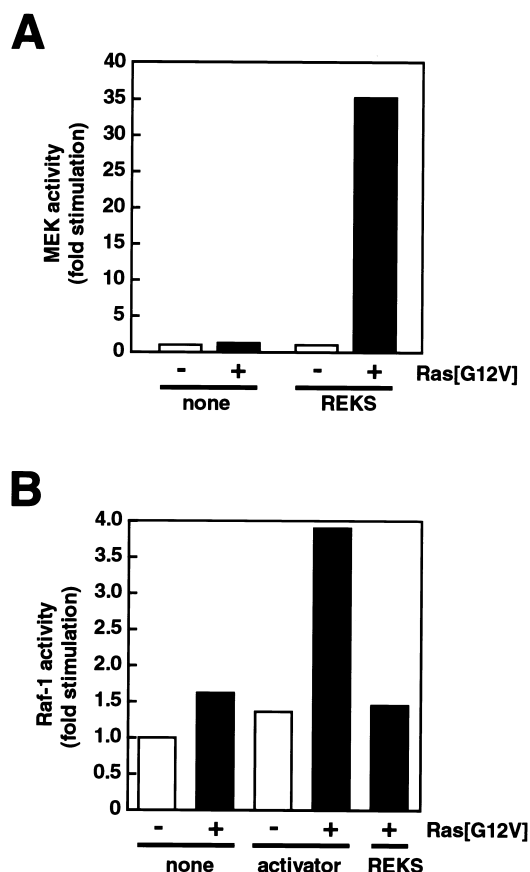 A
MEK activity
(fold stimulation)
40
35
30
25
20
15
10
5
0
- + - + Ras[G12V]
none REKS
B
Raf-1 activity
(fold stimulation)
4.0
3.5
3.0
2.5
2.0
1.5
1.0
0.5
0
- + - + + Ras[G12V]
none activator REKS